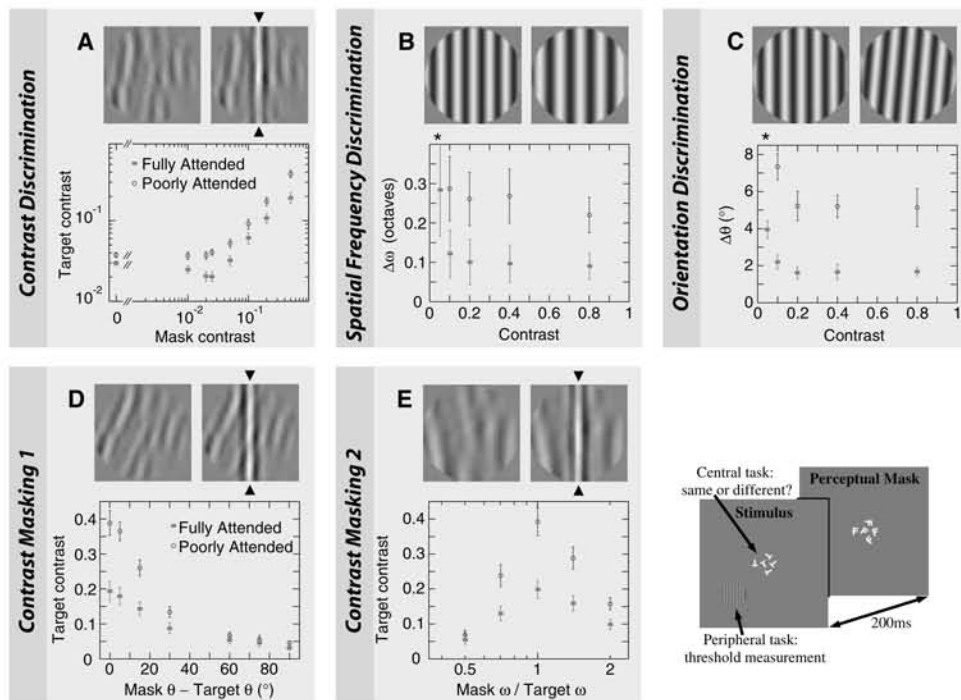 Contrast Discrimination
A
Fully Attended
Poorly Attended
Target contrast
10⁻¹
10⁻²
0 10⁻² 10⁻¹
Mask contrast
Spatial Frequency Discrimination
B
*
Δω (octaves)
0.3
0.2
0.1
0
0 0.2 0.4 0.6 0.8 1
Contrast
Orientation Discrimination
C
*
Δθ (°)
8
6
4
2
0
0 0.2 0.4 0.6 0.8 1
Contrast
Contrast Masking 1
D
Fully Attended
Poorly Attended
Target contrast
0.4
0.3
0.2
0.1
0
0 10 30 60 75 90
Mask θ – Target θ (°)
Contrast Masking 2
E
Target contrast
0.4
0.3
0.2
0.1
0
0.5 1 2
Mask ω / Target ω
Central task:
same or different?
Perceptual Mask
Stimulus
200ms
Peripheral task:
threshold measurement